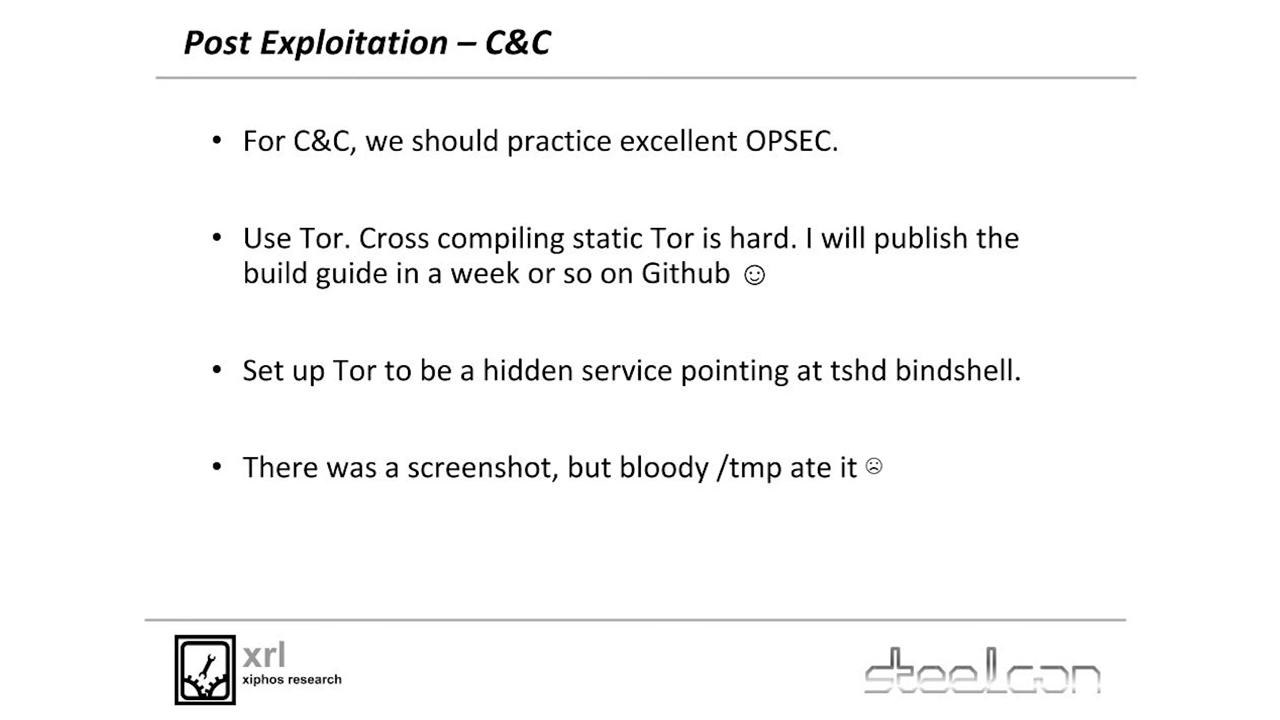 Post Exploitation – C&C
• For C&C, we should practice excellent OPSEC.
• Use Tor. Cross compiling static Tor is hard. I will publish the
build guide in a week or so on Github ☺
• Set up Tor to be a hidden service pointing at tshd bindshell.
• There was a screenshot, but bloody /tmp ate it ☹
xrl
xiphos research
steelcon